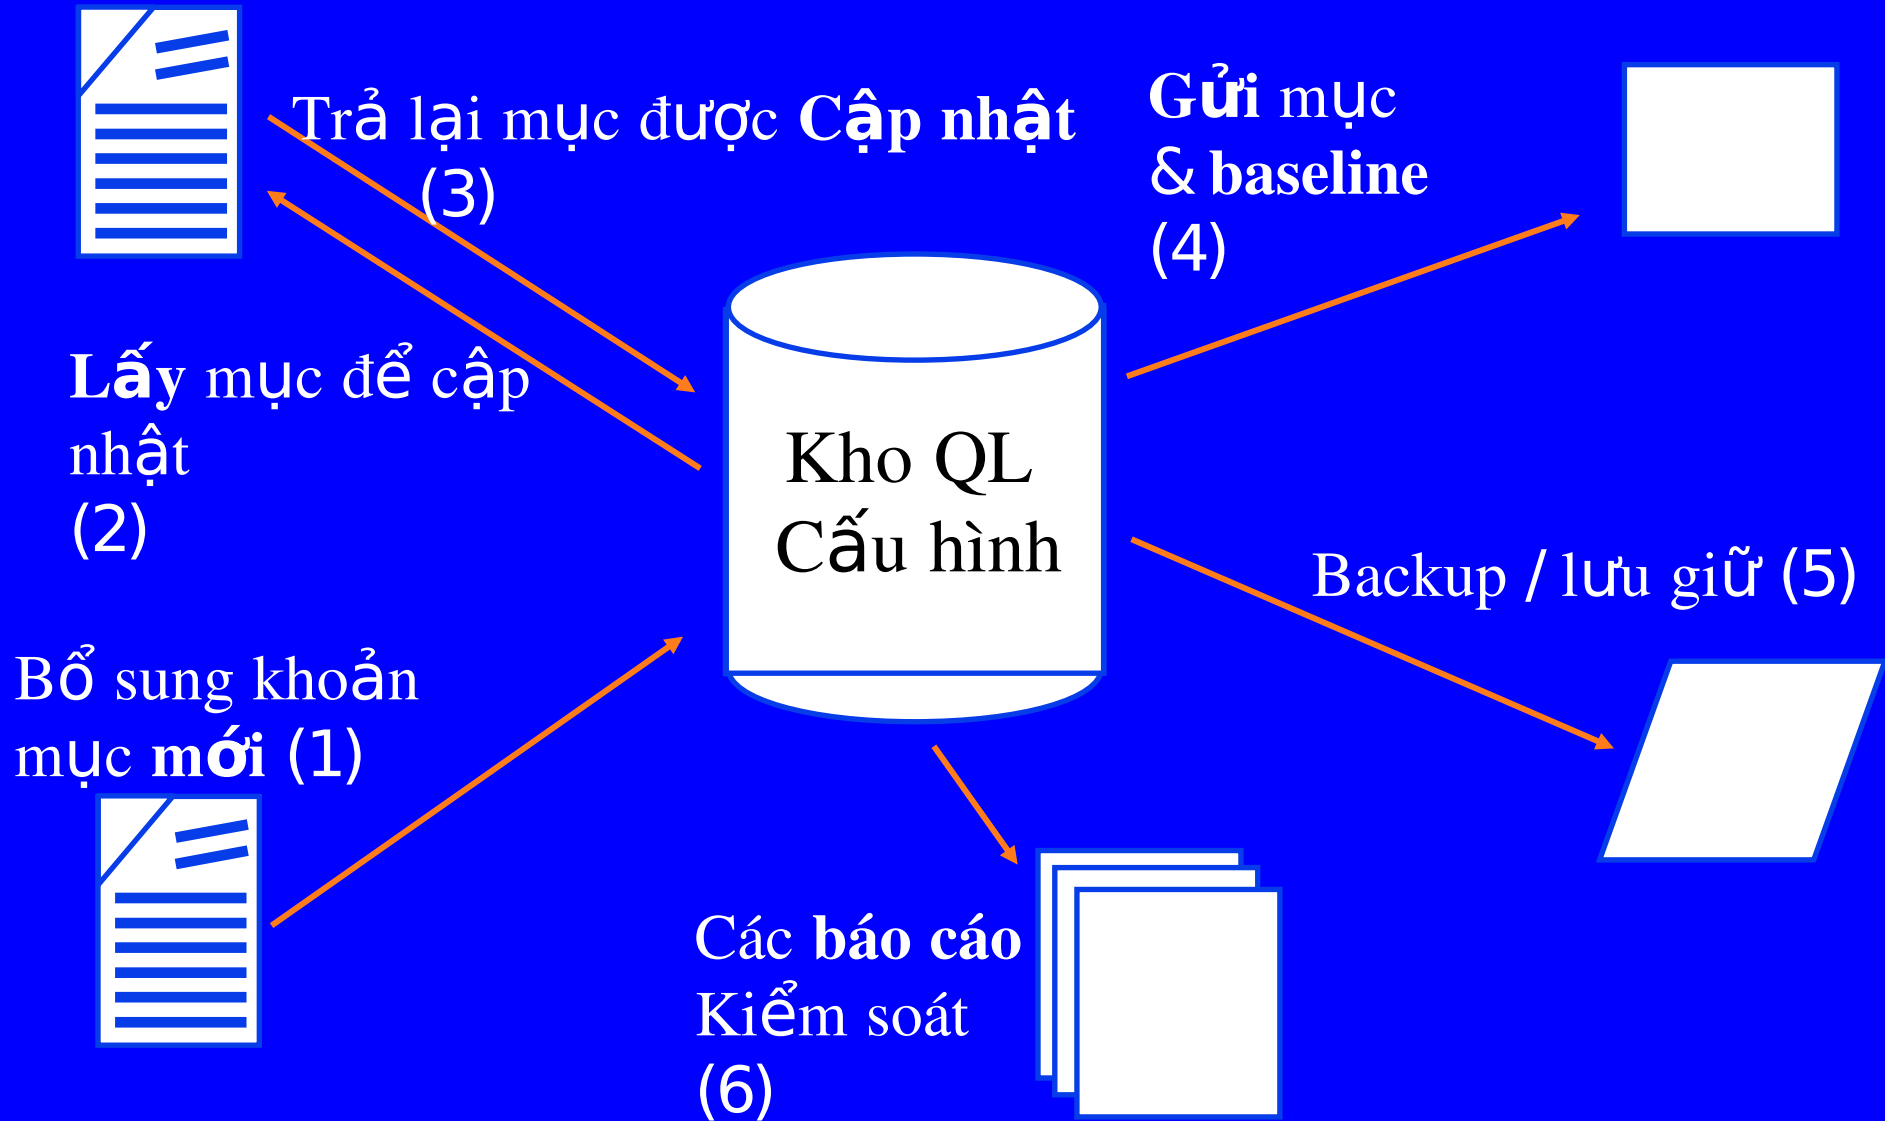 Trả lại mục được Cập nhật
(3)
Gửi mục
& baseline
(4)
Lấy mục để cập
nhật
(2)
Kho QL
Cấu hình
Backup / lưu giữ (5)
Bổ sung khoản
mục mới (1)
Các báo cáo
Kiểm soát
(6)